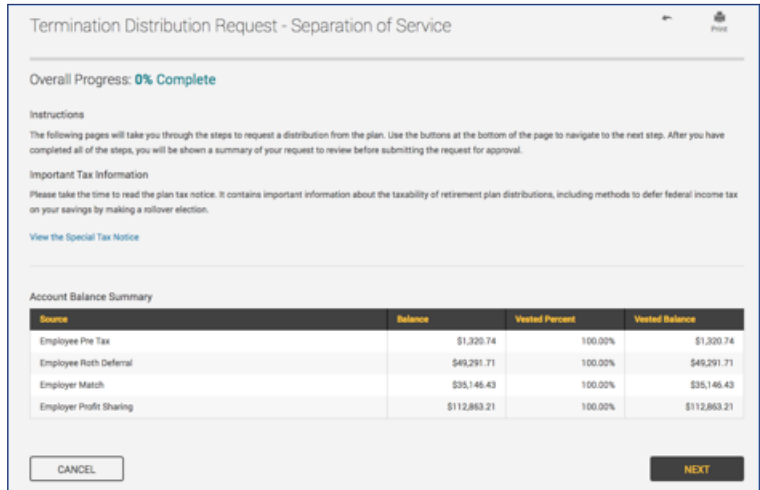 Termination Distribution Request - Separation of Service
Print
Overall Progress: 0% Complete
Instructions
The following pages will take you through the steps to request a distribution from the plan. Use the buttons at the bottom of the page to navigate to the next step. After you have
completed all of the steps, you will be shown a summary of your request to review before submitting the request for approval.
Important Tax Information
Please take the time to read the plan tax notice. It contains important information about the taxability of retirement plan distributions, including methods to defer federal income tax
on your savings by making a rollover election.
View the Special Tax Notice
Account Balance Summary
Source Balance Vested Percent Vested Balance
Employee Pre Tax $1,320.74 100.00% $1,320.74
Employee Roth Deferral $49,291.71 100.00% $49,291.71
Employer Match $35,146.43 100.00% $35,146.43
Employer Profit Sharing $112,863.21 100.00% $112,863.21
CANCEL NEXT